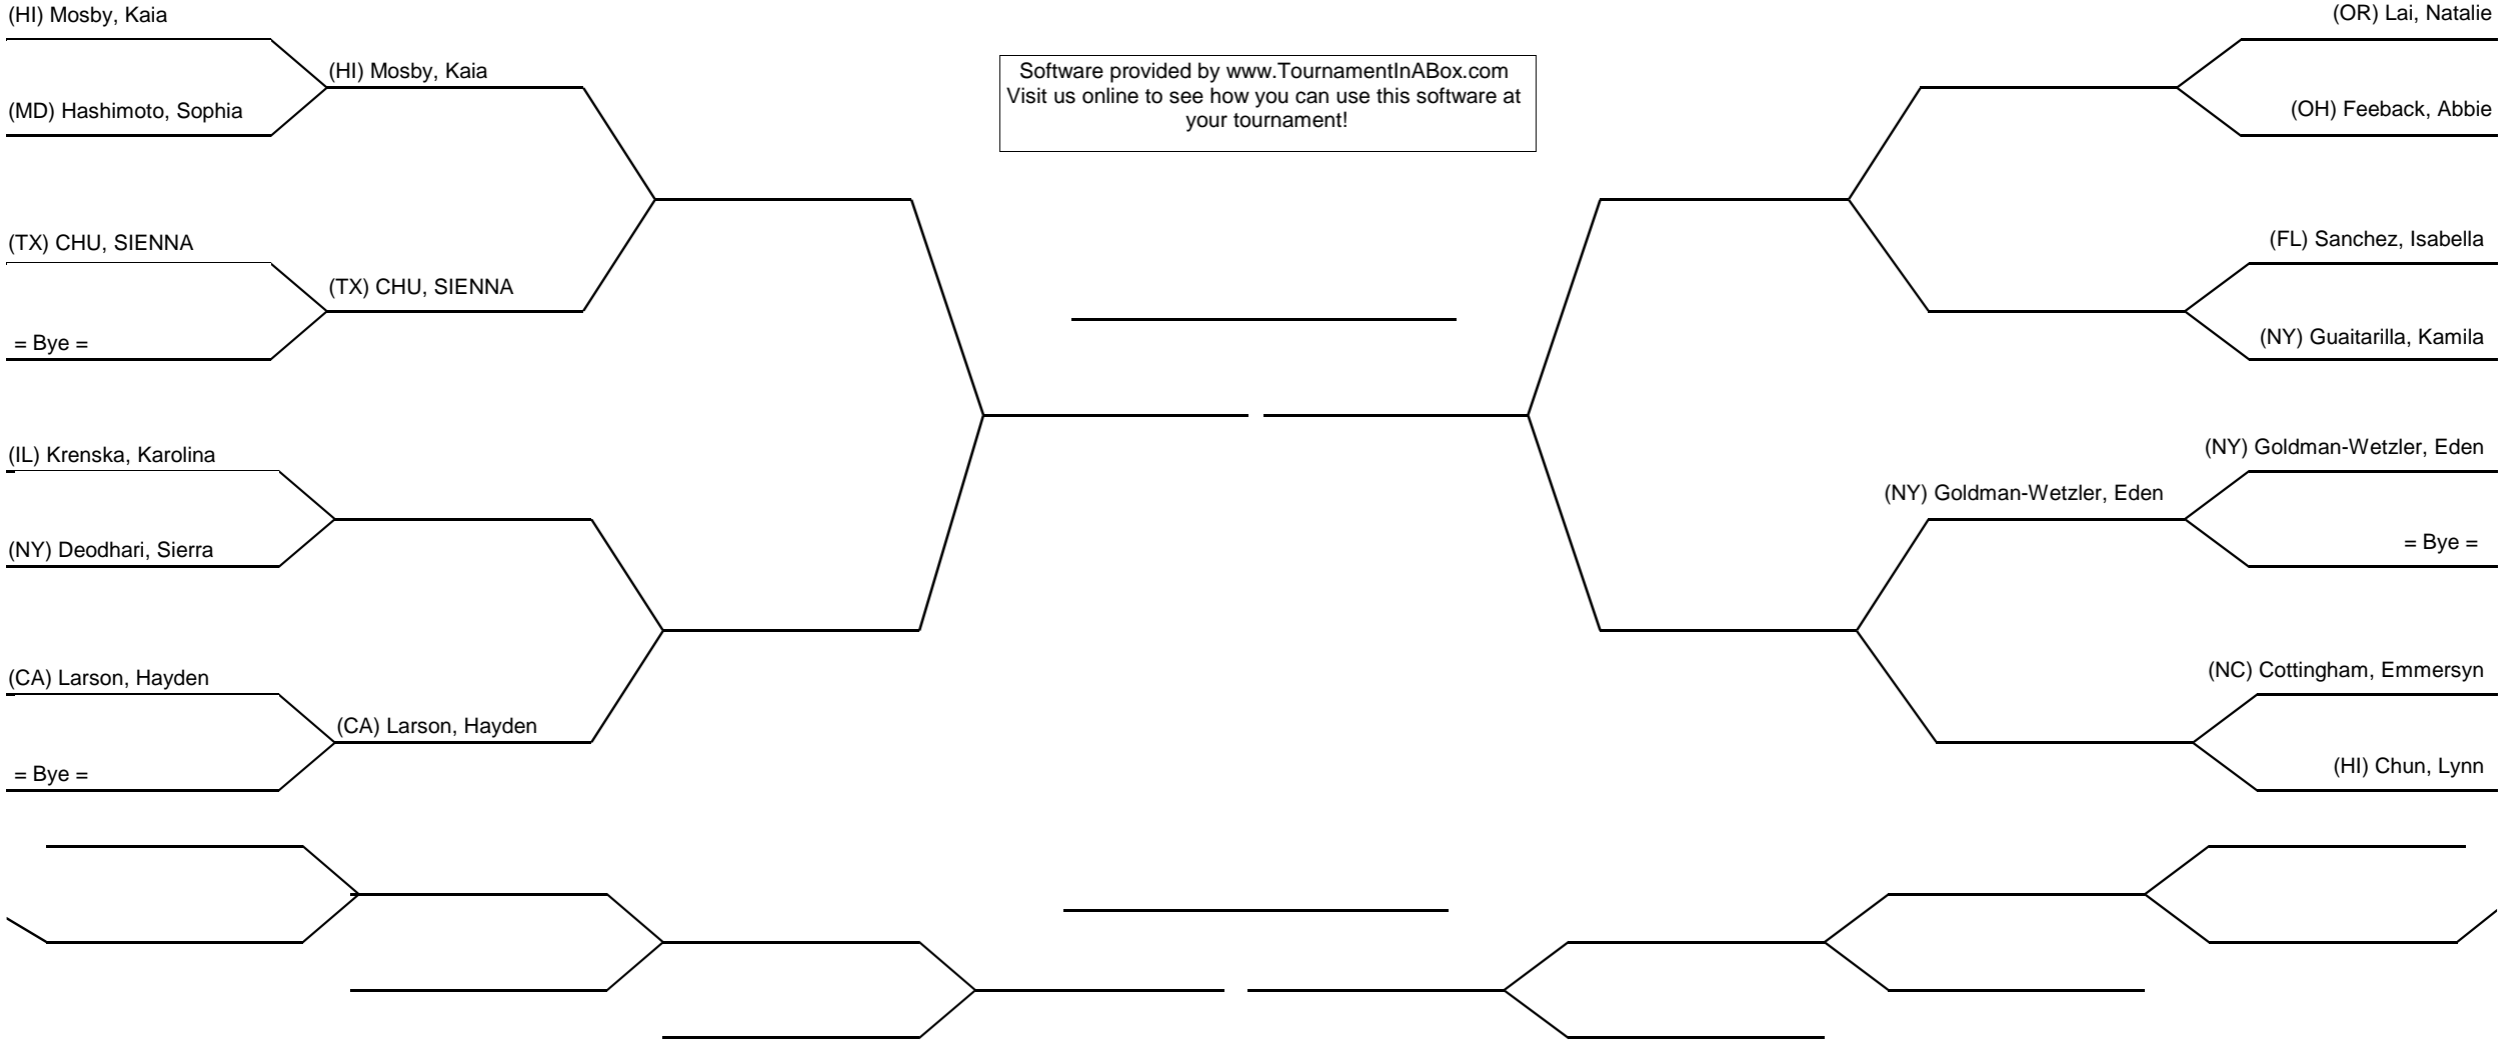 (HI) Mosby, Kaia
(HI) Mosby, Kaia
(MD) Hashimoto, Sophia
(TX) CHU, SIENNA
(TX) CHU, SIENNA
= Bye =
(IL) Krenska, Karolina
(NY) Deodhari, Sierra
(CA) Larson, Hayden
(CA) Larson, Hayden
= Bye =
Software provided by www.TournamentInABox.com
Visit us online to see how you can use this software at
your tournament!
(OR) Lai, Natalie
(OH) Feeback, Abbie
(FL) Sanchez, Isabella
(NY) Guaitarilla, Kamila
(NY) Goldman-Wetzler, Eden
(NY) Goldman-Wetzler, Eden
= Bye =
(NC) Cottingham, Emmersyn
(HI) Chun, Lynn